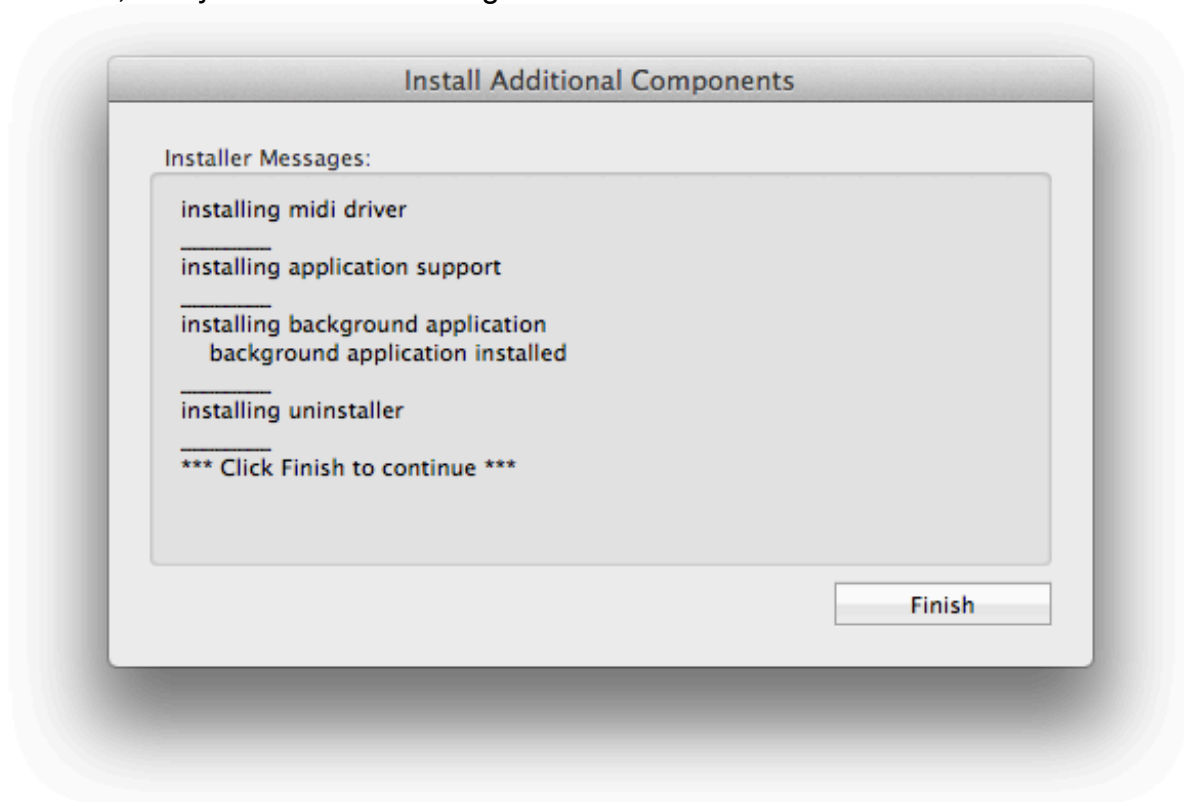 Install Additional Components
Installer Messages:
installing midi driver
________
installing application support
________
installing background application
background application installed
________
installing uninstaller
________
*** Click Finish to continue ***
Finish